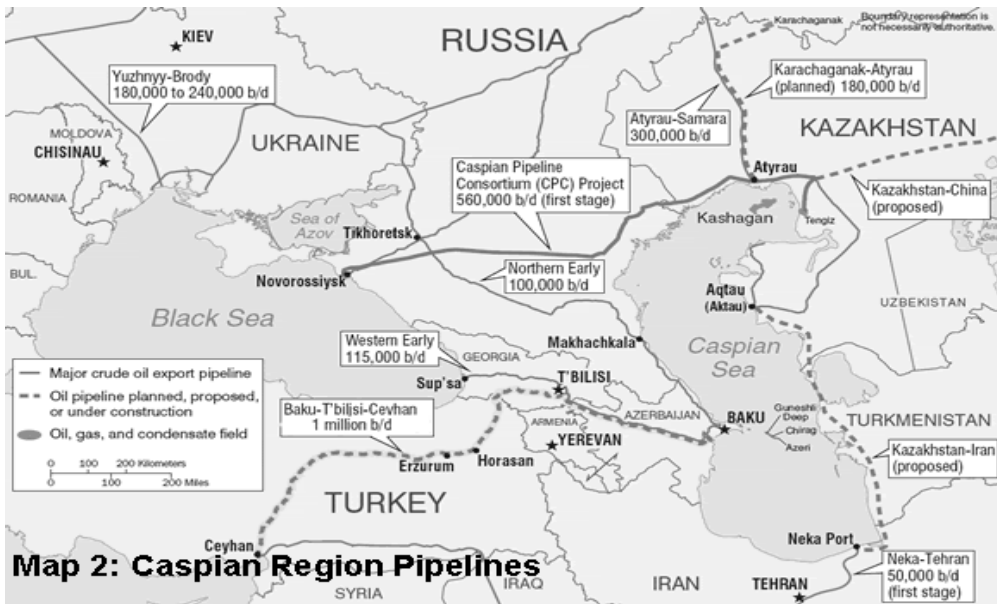 Karachaganak
Boundary representation is
not necessarily authoritative.
KIEV
RUSSIA
Yuzhnyy-Brody
180,000 to 240,000 b/d
Karachaganak-Atyrau
(planned) 180,000 b/d
Atyrau-Samara
300,000 b/d
KAZAKHSTAN
MOLDOVA
CHISINAU
UKRAINE
Caspian Pipeline
Consortium (CPC) Project
560,000 b/d (first stage)
Atyrau
Kazakhstan-China
(proposed)
ROMANIA
Sea of
Azov
Kashagan
Tengiz
Tikhoretsk
BUL.
Novorossiysk
Northern Early
100,000 b/d
Aqtau
(Aktau)
UZBEKISTAN
Black Sea
Western Early
115,000 b/d
GEORGIA
Makhachkala
Caspian
Sea
Major crude oil export pipeline
Oil pipeline planned, proposed,
or under construction
Oil, gas, and condensate field
0 100 200 Kilometers
0 100 200 Miles
Sup'sa
T'BILISI
Baku-T'bilisi-Ceyhan
1 million b/d
ARMENIA
AZERBAIJAN
BAKU
Guneshli
Deep
Chirag
Azeri
TURKMENISTAN
YEREVAN
Kazakhstan-Iran
(proposed)
Erzurum
Horasan
TURKEY
Ceyhan
Neka Port
Map 2: Caspian Region Pipelines
Neka-Tehran
50,000 b/d
(first stage)
SYRIA
IRAQ
IRAN
TEHRAN